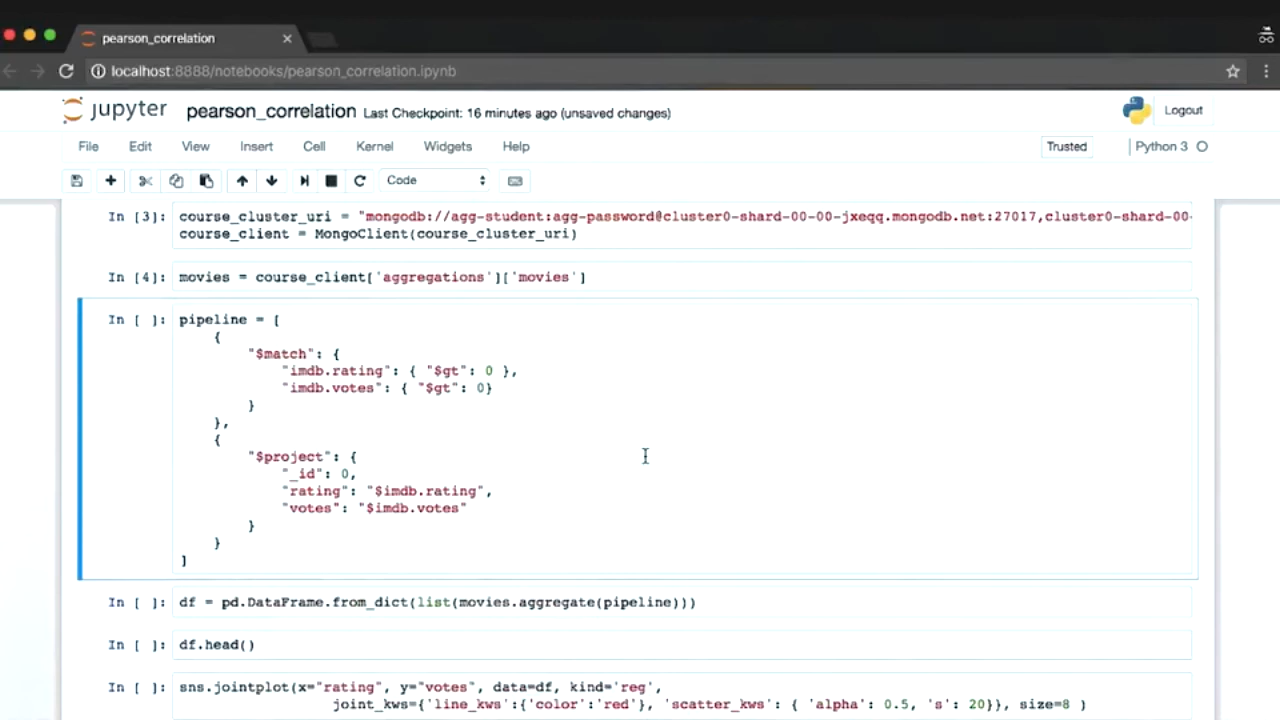 pearson_correlation
localhost:8888/notebooks/pearson_correlation.ipynb
jupyter pearson_correlation Last Checkpoint: 16 minutes ago (unsaved changes) Logout
File Edit View Insert Cell Kernel Widgets Help Trusted Python 3
Code
In [3]: course_cluster_uri = "mongodb://agg-student:agg-password@cluster0-shard-00-00-jxeqq.mongodb.net:27017,cluster0-shard-00-
course_client = MongoClient(course_cluster_uri)
In [4]: movies = course_client['aggregations']['movies']
In [ ]: pipeline = [
{
"$match": {
"imdb.rating": { "$gt": 0 },
"imdb.votes": { "$gt": 0}
}
},
{
"$project": {
"_id": 0,
"rating": "$imdb.rating",
"votes": "$imdb.votes"
}
}
]
In [ ]: df = pd.DataFrame.from_dict(list(movies.aggregate(pipeline)))
In [ ]: df.head()
In [ ]: sns.jointplot(x="rating", y="votes", data=df, kind='reg',
joint_kws={'line_kws':{'color':'red'}, 'scatter_kws': { 'alpha': 0.5, 's': 20}}, size=8 )